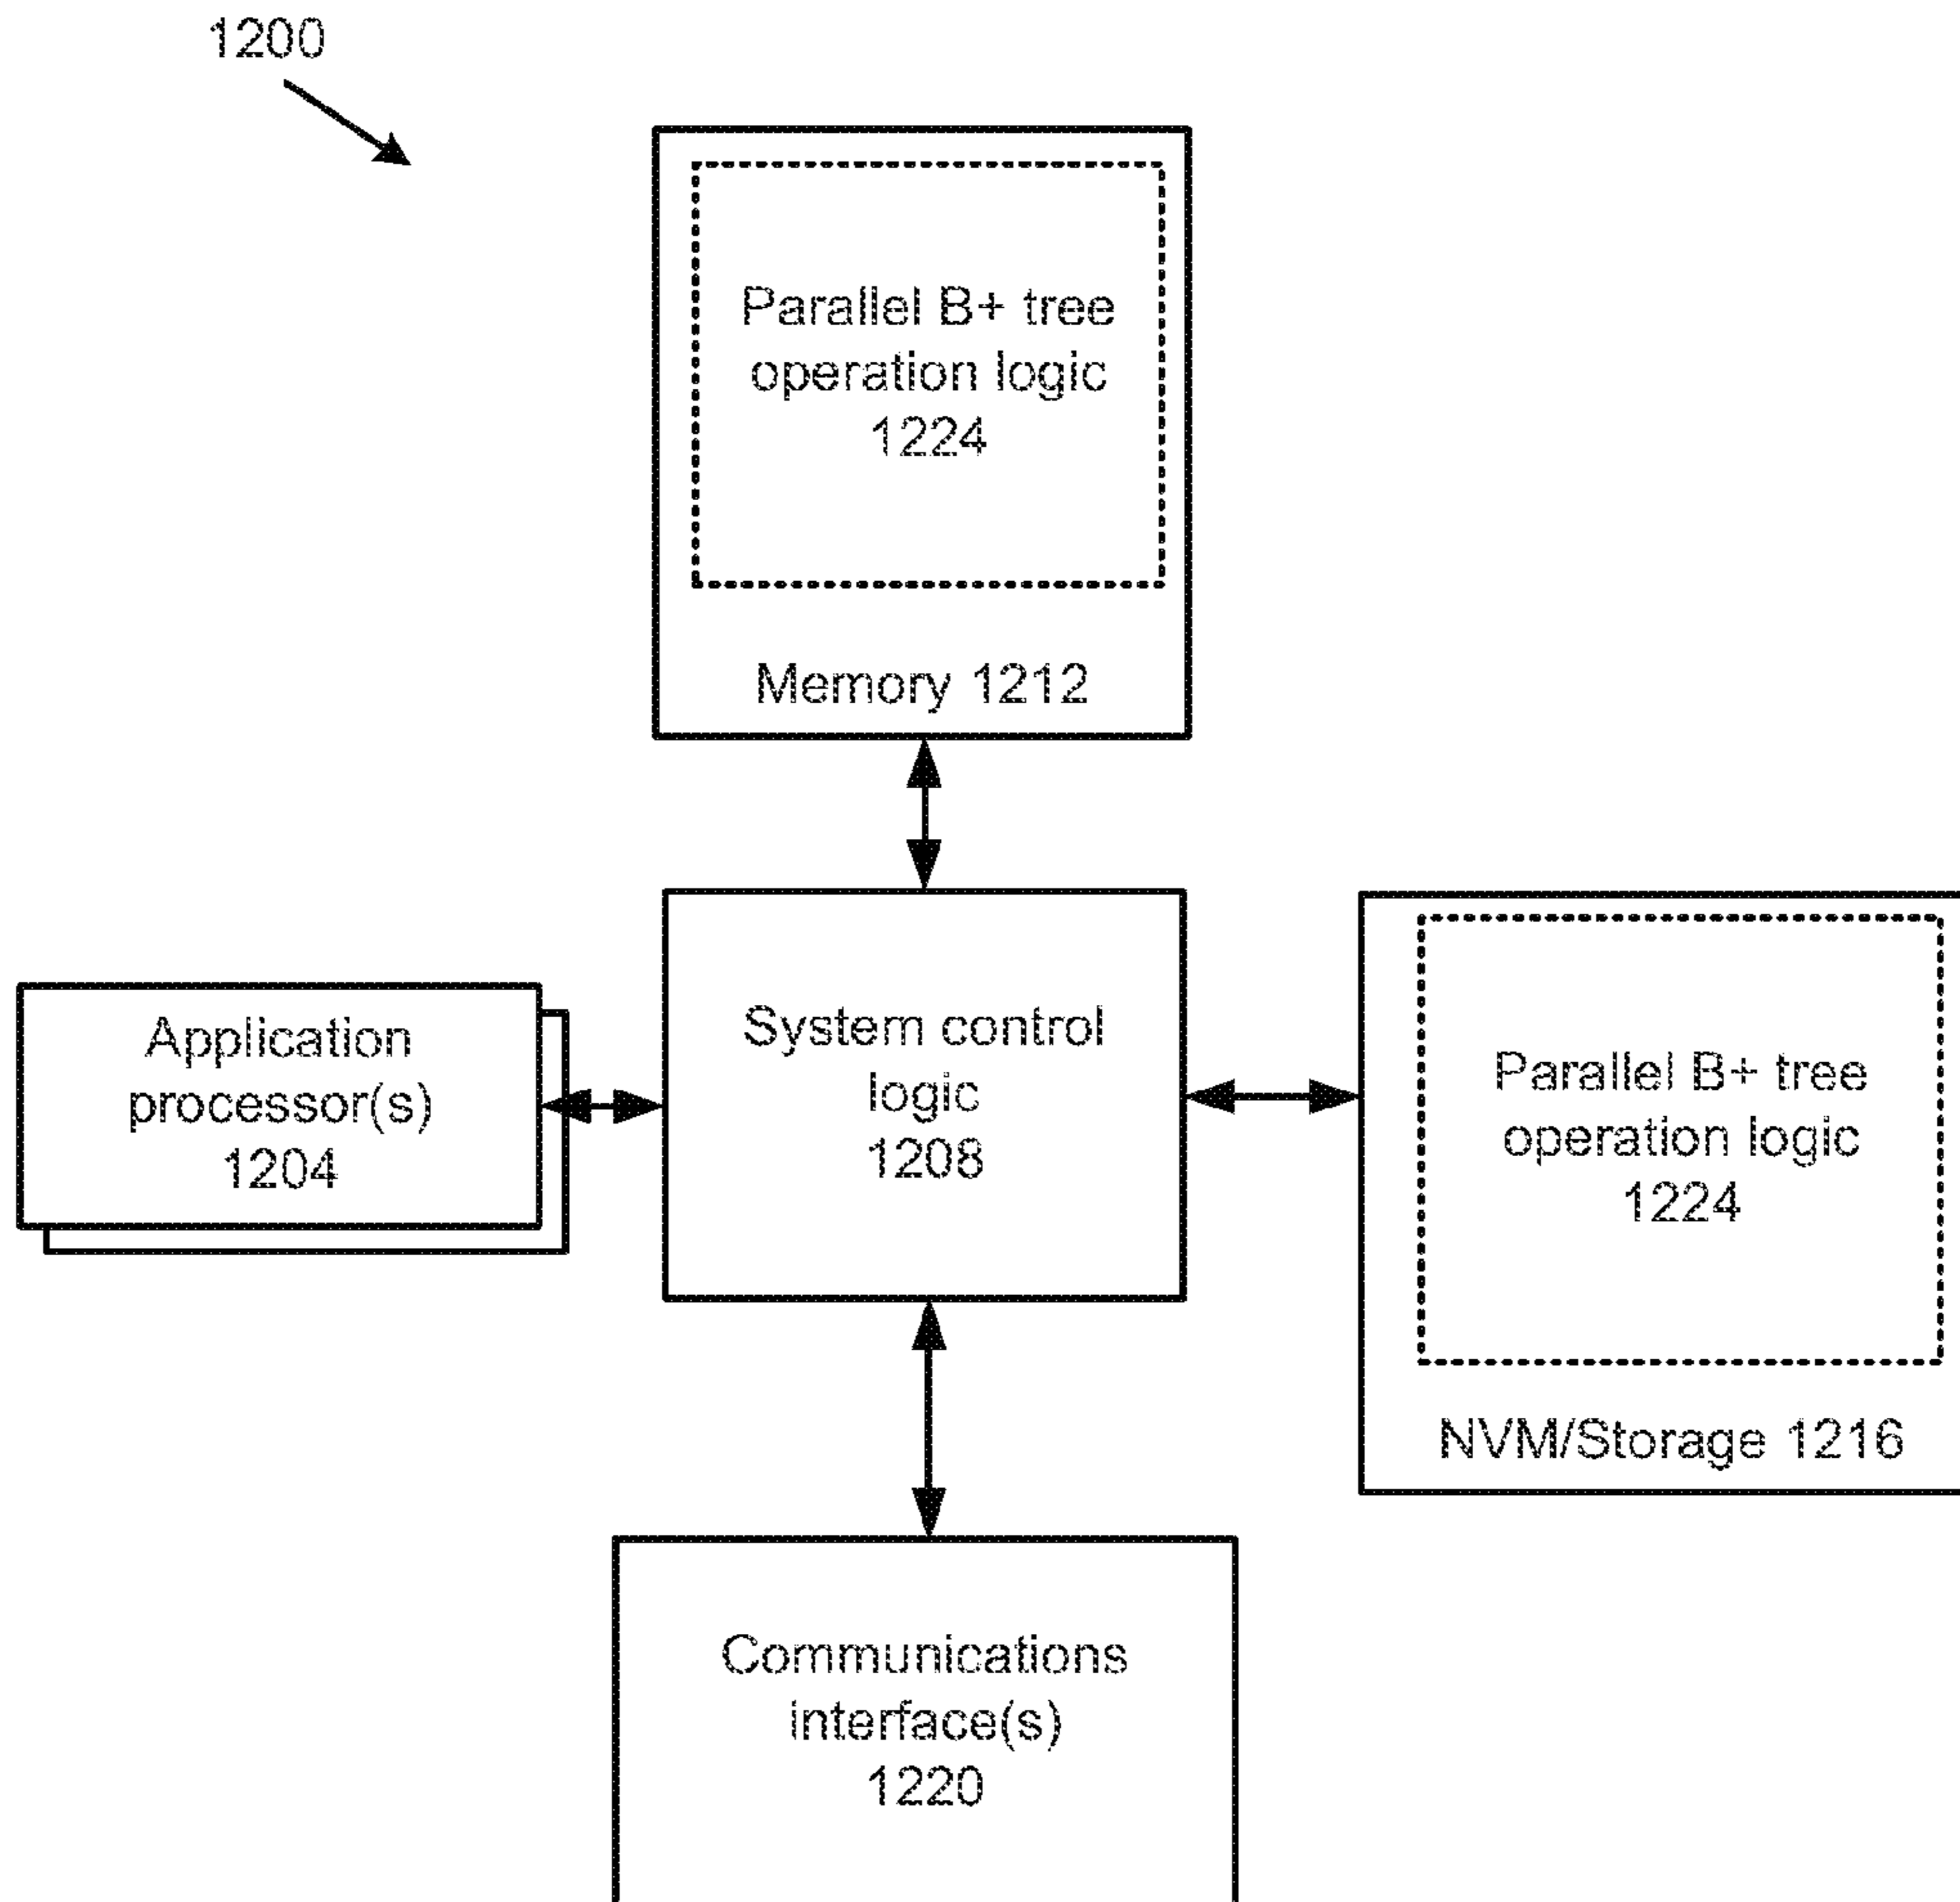 1200
Parallel B+ tree
operation logic
1224
Memory 1212
Application
processor(s)
1204
System control
logic
1208
Parallel B+ tree
operation logic
1224
NVM/Storage 1216
Communications
interface(s)
1220